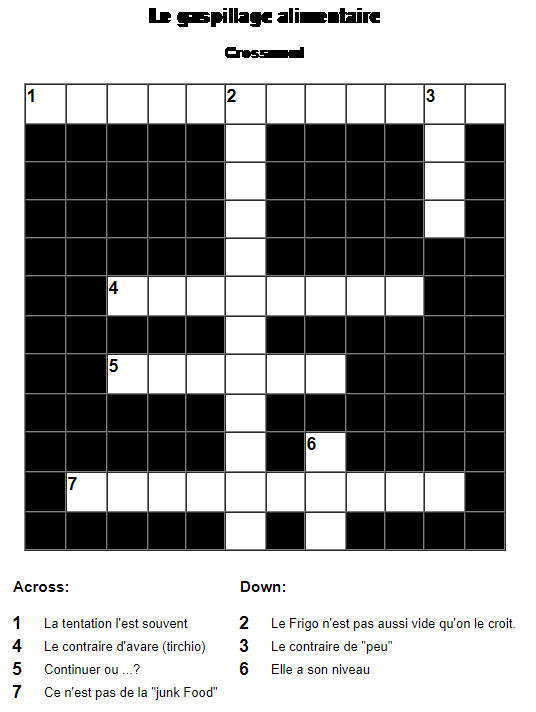 Le gaspillage alimentaire
Crossword
1 2 3
4
5
6
7
Across:
1 La tentation l'est souvent
4 Le contraire d'avare (tirchio)
5 Continuer ou ...?
7 Ce n'est pas de la "junk Food"
Down:
2 Le Frigo n'est pas aussi vide qu'on le croit.
3 Le contraire de "peu"
6 Elle a son niveau